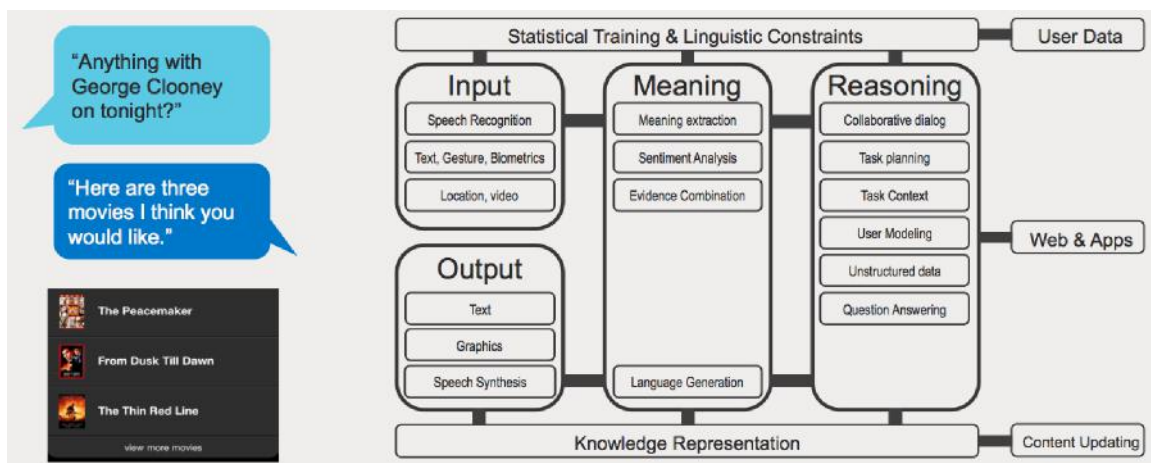 “Anything with
George Clooney
on tonight?”
“Here are three
movies I think you
would like.”
The Peacemaker
From Dusk Till Dawn
The Thin Red Line
view more movies
Statistical Training & Linguistic Constraints
User Data
Input
Speech Recognition
Text, Gesture, Biometrics
Location, video
Meaning
Meaning extraction
Sentiment Analysis
Evidence Combination
Language Generation
Reasoning
Collaborative dialog
Task planning
Task Context
User Modeling
Unstructured data
Question Answering
Web & Apps
Output
Text
Graphics
Speech Synthesis
Knowledge Representation
Content Updating